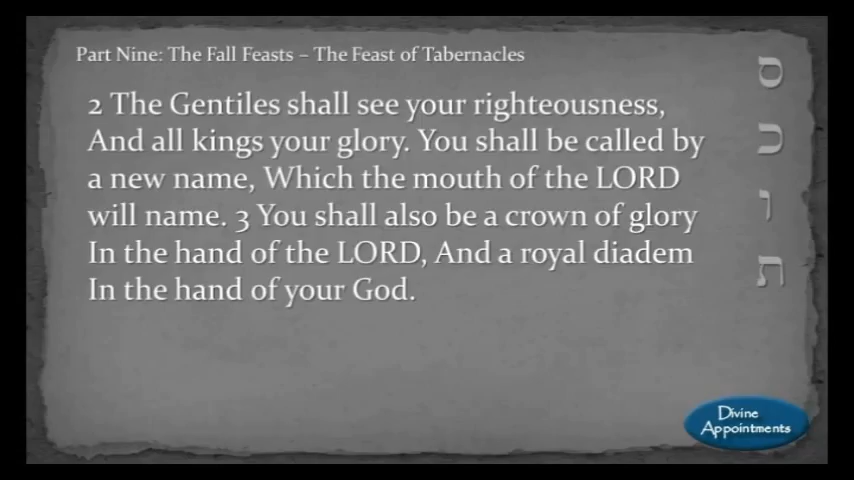 Part Nine: The Fall Feasts – The Feast of Tabernacles
2 The Gentiles shall see your righteousness,
And all kings your glory. You shall be called by
a new name, Which the mouth of the LORD
will name. 3 You shall also be a crown of glory
In the hand of the LORD, And a royal diadem
In the hand of your God.
ס
כ
ו
ת
Divine
Appointments